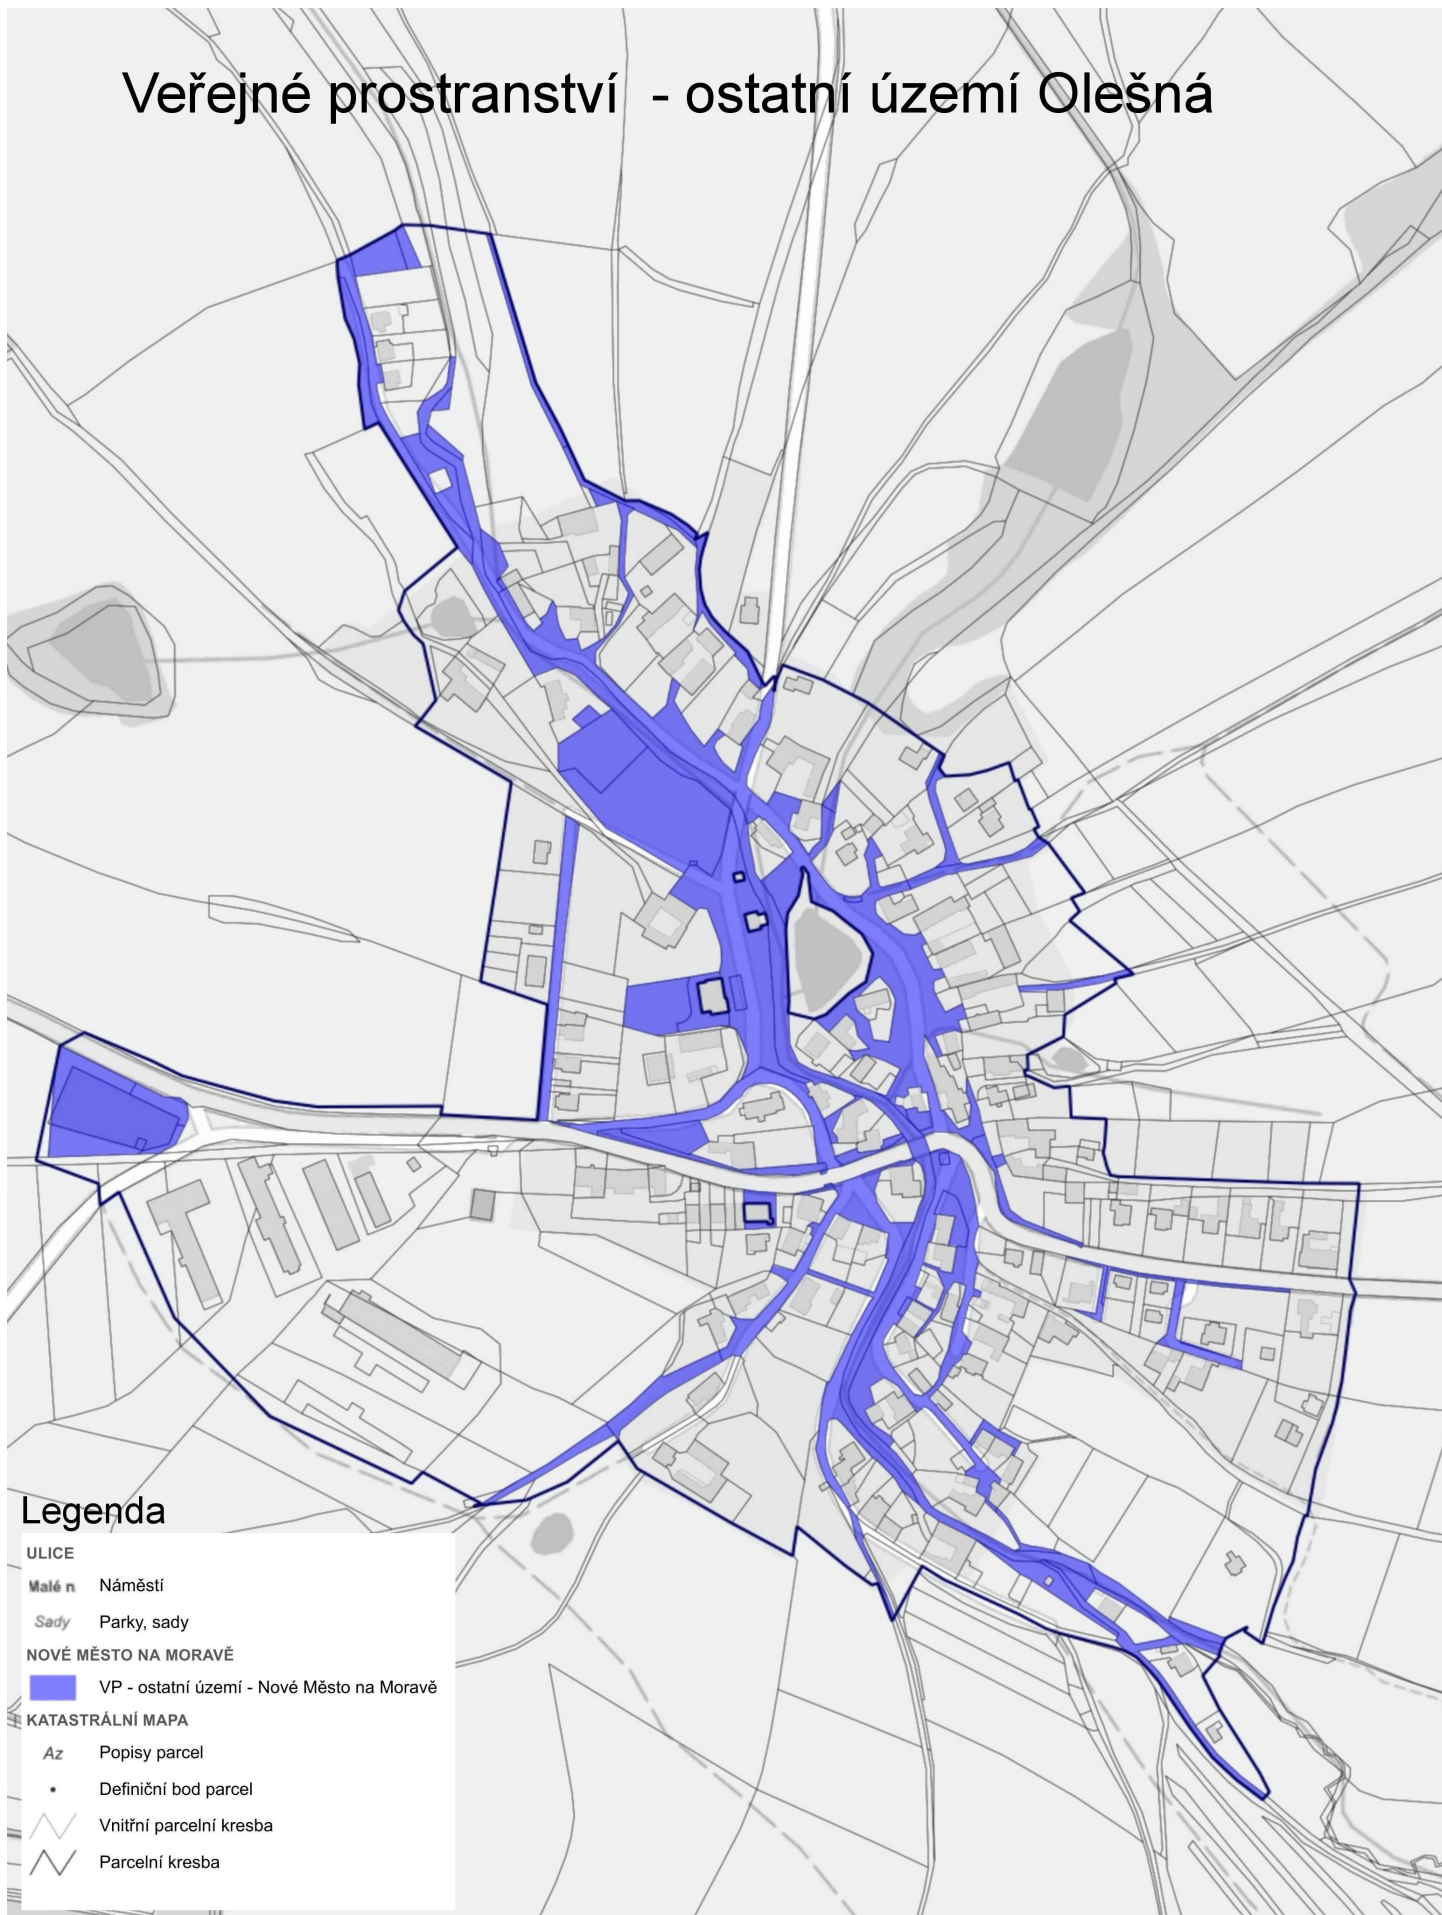 Veřejné prostranství - ostatní území Olešná
Legenda
ULICE
Malé n Náměstí
Sady Parky, sady
NOVÉ MĚSTO NA MORAVĚ
VP - ostatní území - Nové Město na Moravě
KATASTRÁLNÍ MAPA
Az Popisy parcel
Definiční bod parcel
Vnitřní parcelní kresba
Parcelní kresba